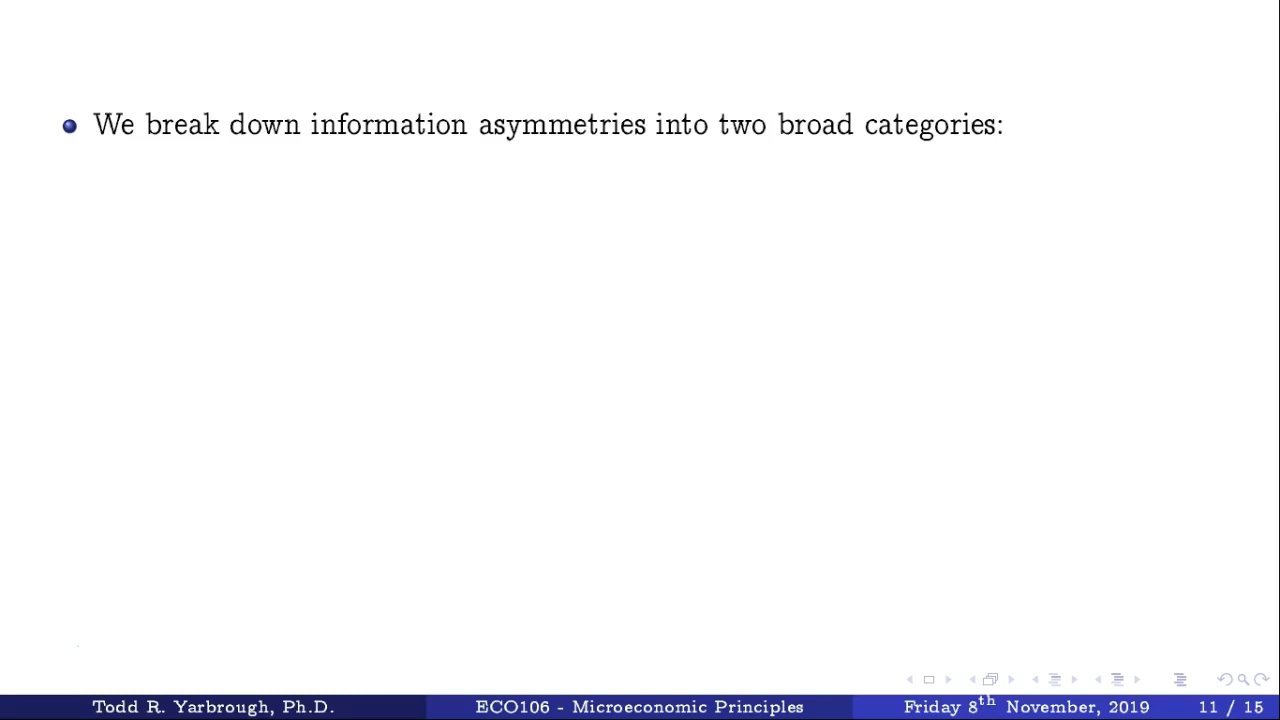 We break down information asymmetries into two broad categories:
Todd R. Yarbrough, Ph.D. ECO106 - Microeconomic Principles Friday 8th November, 2019 11 / 15